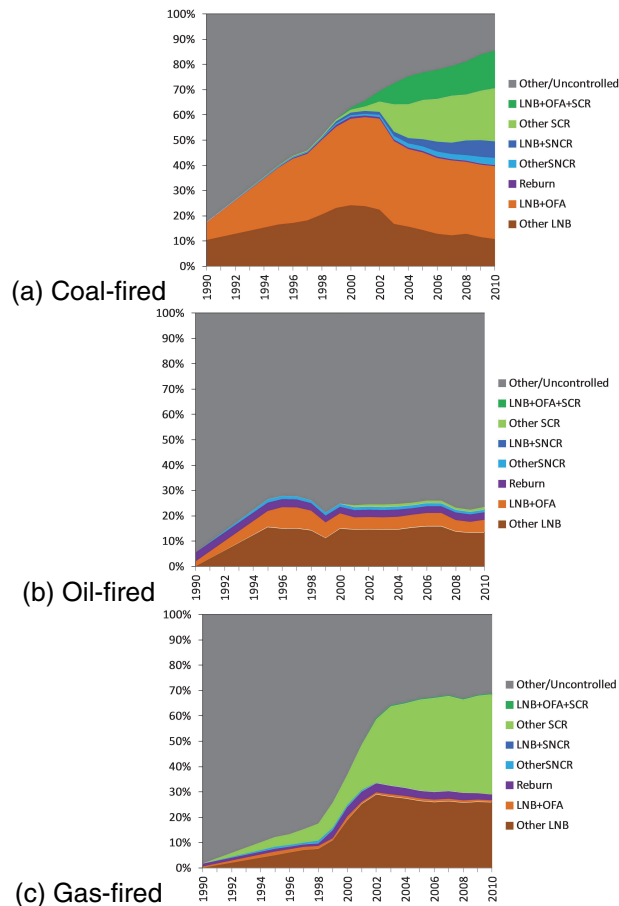 100%
90%
80%
70%
60%
50%
40%
30%
20%
10%
0%
1990
1992
1994
1996
1998
2000
2002
2004
2006
2008
2010
Other/Uncontrolled
LNB+OFA+SCR
Other SCR
LNB+SNCR
OtherSNCR
Reburn
LNB+OFA
Other LNB
(a) Coal-fired
100%
90%
80%
70%
60%
50%
40%
30%
20%
10%
0%
1990
1992
1994
1996
1998
2000
2002
2004
2006
2008
2010
Other/Uncontrolled
LNB+OFA+SCR
Other SCR
LNB+SNCR
OtherSNCR
Reburn
LNB+OFA
Other LNB
(b) Oil-fired
100%
90%
80%
70%
60%
50%
40%
30%
20%
10%
0%
1990
1992
1994
1996
1998
2000
2002
2004
2006
2008
2010
Other/Uncontrolled
LNB+OFA+SCR
Other SCR
LNB+SNCR
OtherSNCR
Reburn
LNB+OFA
Other LNB
(c) Gas-fired